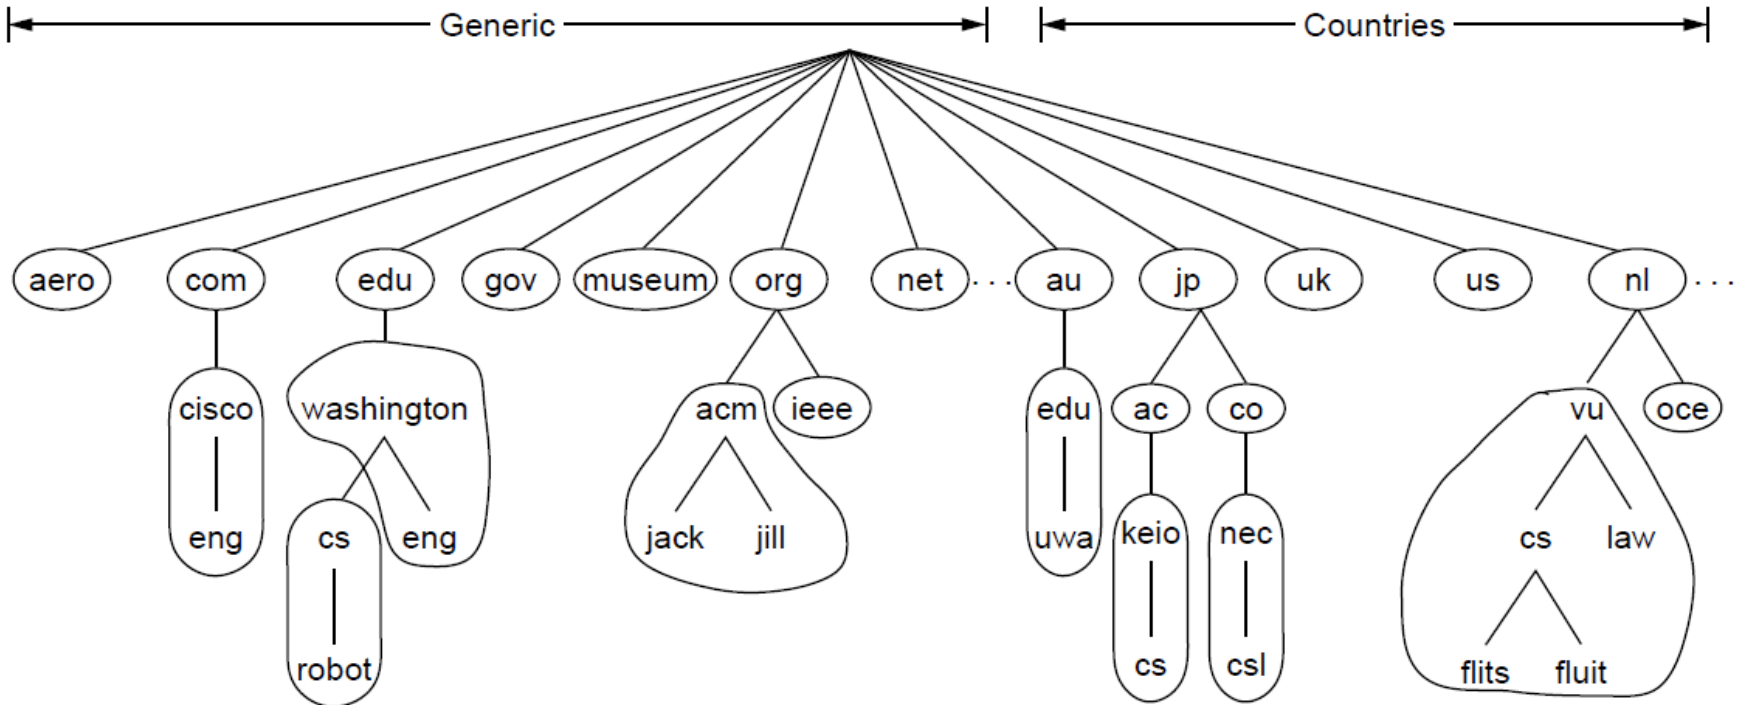 Generic Countries
aero com edu gov museum org net ... au jp uk us nl ...
cisco washington acm ieee edu ac co vu oce
eng cs eng jack jill uwa keio nec cs law
robot cs csl flits fluit